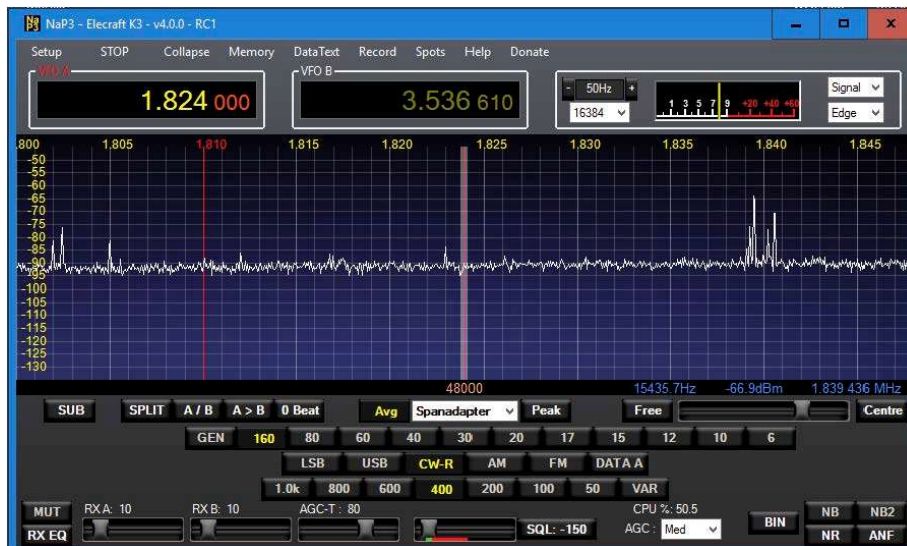 NaP3 - Elecraft K3 - v4.0.0 - RC1
Setup STOP Collapse Memory DataText Record Spots Help Donate
VFO A VFO B
1.824 000 3.536 610 - 50Hz + 1 3 5 7 9 +20 +40 +60 Signal
16384 Edge
.800 1,805 1,810 1,815 1,820 1,825 1,830 1,835 1,840 1,845
-50
-55
-60
-65
-70
-75
-80
-85
-90
-95
-100
-105
-110
-115
-120
-125
-130
48000 15435.7Hz -66.9dBm 1.839 436 MHz
SUB SPLIT A / B A > B 0 Beat Avg Spanadapter Peak Free Centre
GEN 160 80 60 40 30 20 17 15 12 10 6
LSB USB CW-R AM FM DATA A
1.0k 800 600 400 200 100 50 VAR
MUT RX A: 10 RX B: 10 AGC-T : 80 CPU %: 50.5 NB NB2
RX EQ SQL: -150 AGC : Med BIN NR ANF